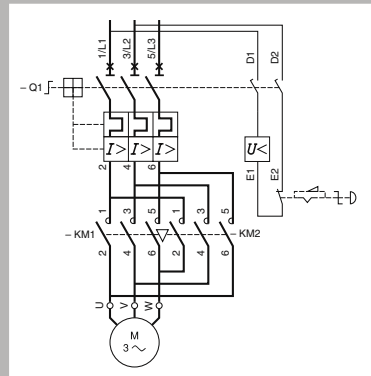 1/L1 3/L2 5/L3
D1 D2
– Q1
I> I> I> U<
2 4 6
E1 E2
1 3 5 1 3 5
– KM1 – KM2
2 4 6 2 4 6
U V W
M
3 ~